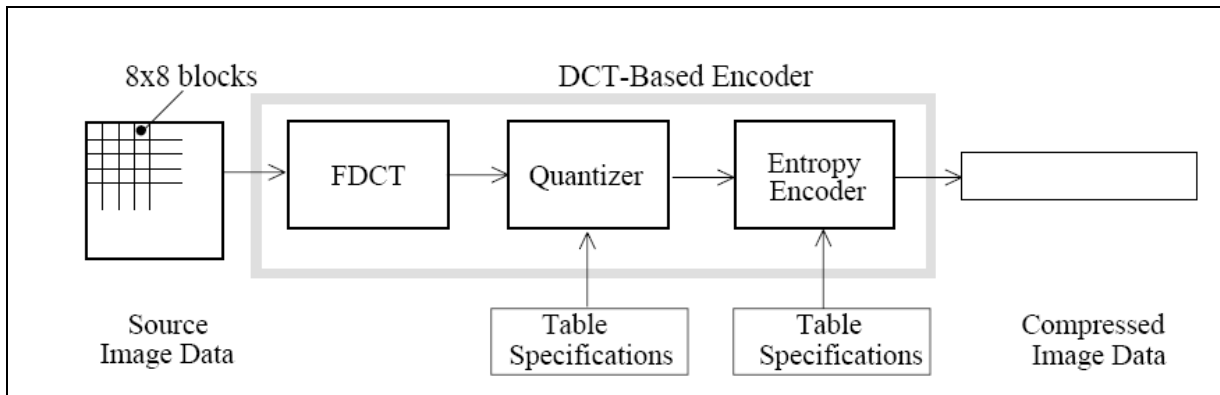 8x8 blocks
DCT-Based Encoder
FDCT
Quantizer
Entropy
Encoder
Source
Image Data
Table
Specifications
Table
Specifications
Compressed
Image Data